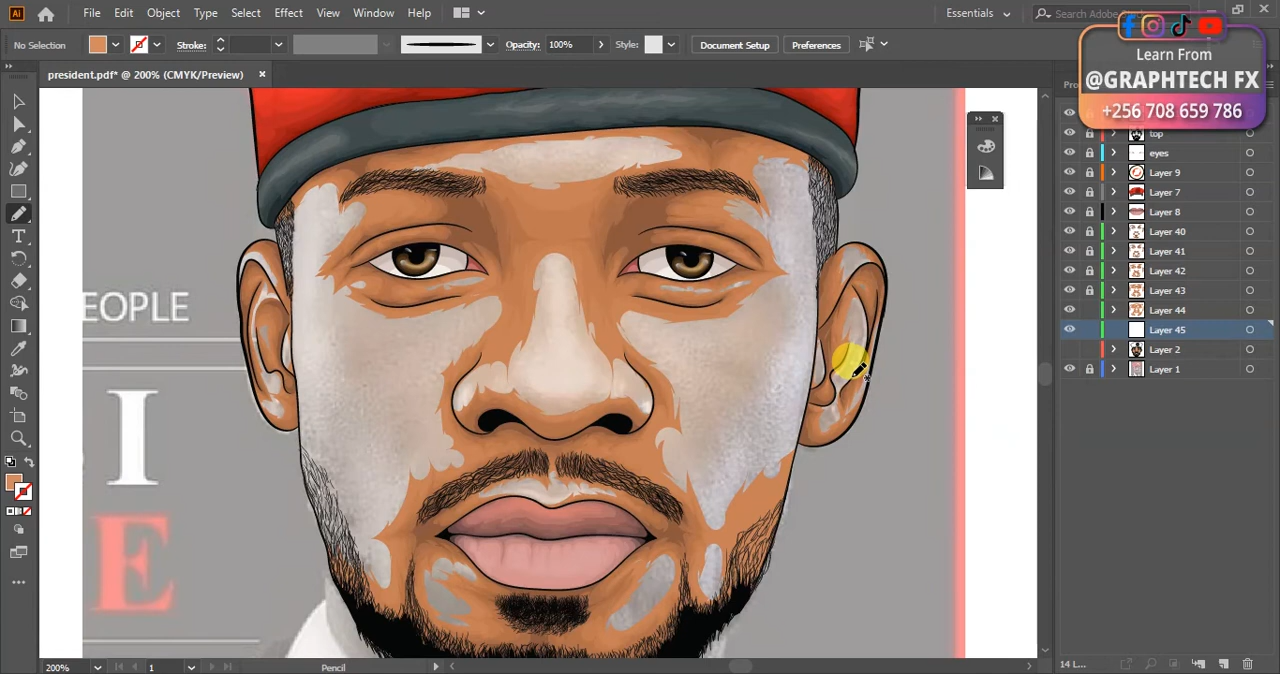 Ai
File Edit Object Type Select Effect View Window Help
Essentials
Search Adobe
No Selection
Stroke:
Opacity: 100%
Style:
Document Setup
Preferences
president.pdf* @ 200% (CMYK/Preview)
Learn From
@GRAPHTECH FX
+256 708 659 786
top
eyes
Layer 9
Layer 7
Layer 8
Layer 40
Layer 41
Layer 42
Layer 43
Layer 44
Layer 45
Layer 2
Layer 1
EOPLE
I
E
200%
1
Pencil
14 L...